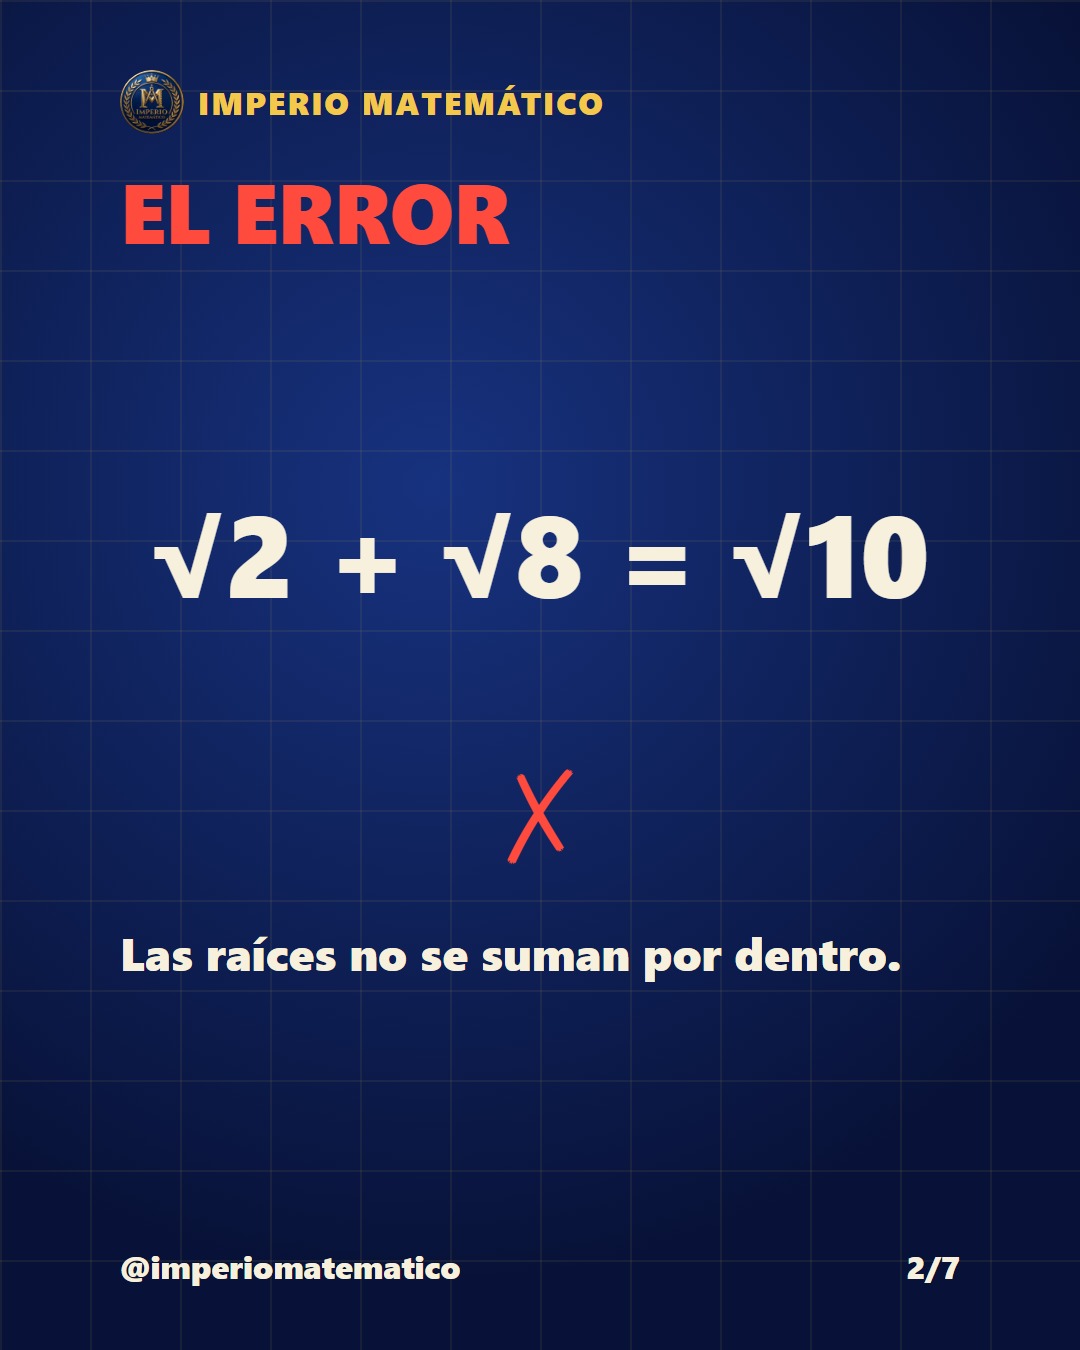 IMPERIO MATEMÁTICO
EL ERROR
√2 + √8 = √10
X
Las raíces no se suman por dentro.
@imperiomatematico
2/7